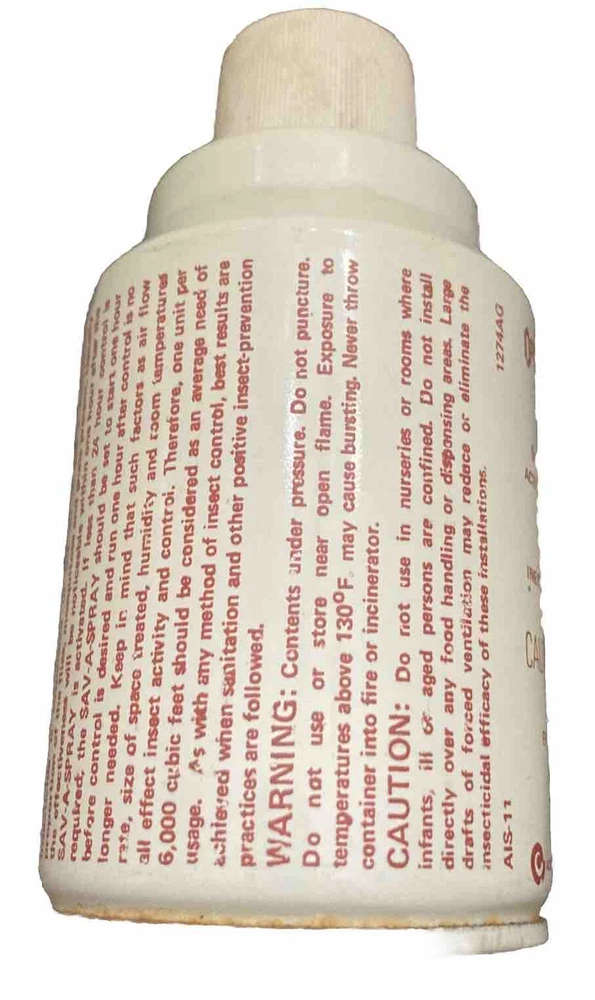 SAV-A-SPRAY will be noticeable within one hour after the
required, the SAV-A-SPRAY is activated. If less than 24 hour control is
before control is desired and run one hour after control is no
longer needed. Keep in mind that such factors as air flow
rate, size of space treated, humidity and room temperatures
all effect insect activity and control. Therefore, one unit per
6,000 cubic feet should be considered as an average need of
usage. As with any method of insect control, best results are
achieved when sanitation and other positive insect-prevention
practices are followed.
WARNING: Contents under pressure. Do not puncture.
Do not use or store near open flame. Exposure to
temperatures above 130°F. may cause bursting. Never throw
container into fire or incinerator.
CAUTION: Do not use in nurseries or rooms where
infants, ill or aged persons are confined. Do not install
directly over any food handling or disponsing areas. Large
drafts of forced ventilation may reduce or eliminate the
insecticidal efficacy of these installations.
AIS-11 1274AG